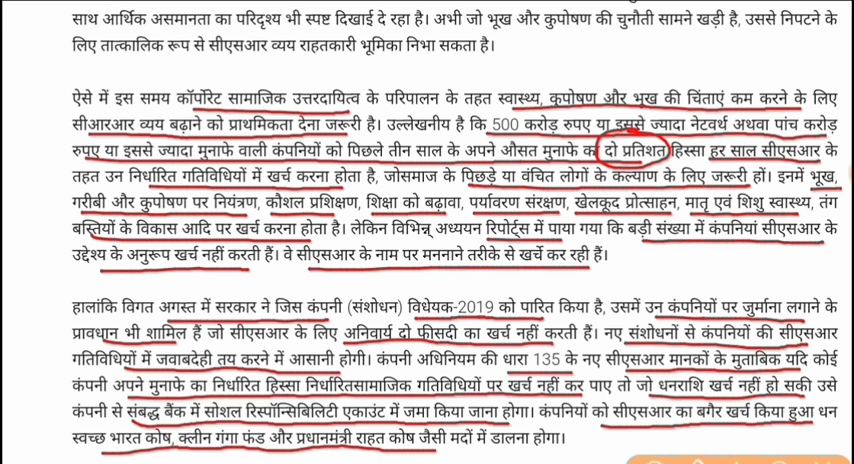 साथ आर्थिक असमानता का परिदृश्य भी स्पष्ट दिखाई दे रहा है। अभी जो भूख और कुपोषण की चुनौती सामने खड़ी है, उससे निपटने के
लिए तात्कालिक रूप से सीएसआर व्यय राहतकारी भूमिका निभा सकता है।
ऐसे में इस समय कॉर्पोरेट सामाजिक उत्तरदायित्व के परिपालन के तहत स्वास्थ्य, कुपोषण और भूख की चिंताएं कम करने के लिए
सीआरआर व्यय बढ़ाने को प्राथमिकता देना जरूरी है। उल्लेखनीय है कि 500 करोड़ रुपए या इससे ज्यादा नेटवर्थ अथवा पांच करोड़
रुपए या इससे ज्यादा मुनाफे वाली कंपनियों को पिछले तीन साल के अपने औसत मुनाफे का दो प्रतिशत हिस्सा हर साल सीएसआर के
तहत उन निर्धारित गतिविधियों में खर्च करना होता है, जोसमाज के पिछड़े या वंचित लोगों के कल्याण के लिए जरूरी हों। इनमें भूख,
गरीबी और कुपोषण पर नियंत्रण, कौशल प्रशिक्षण, शिक्षा को बढ़ावा, पर्यावरण संरक्षण, खेलकूद प्रोत्साहन, मातृ एवं शिशु स्वास्थ्य, तंग
बस्तियों के विकास आदि पर खर्च करना होता है। लेकिन विभिन्न् अध्ययन रिपोर्ट्स में पाया गया कि बड़ी संख्या में कंपनियां सीएसआर के
उद्देश्य के अनुरूप खर्च नहीं करती हैं। वे सीएसआर के नाम पर मनमाने तरीके से खर्चे कर रही हैं।
हालांकि विगत अगस्त में सरकार ने जिस कंपनी (संशोधन) विधेयक-2019 को पारित किया है, उसमें उन कंपनियों पर जुर्माना लगाने के
प्रावधान भी शामिल हैं जो सीएसआर के लिए अनिवार्य दो फीसदी का खर्च नहीं करती हैं। नए संशोधनों से कंपनियों की सीएसआर
गतिविधियों में जवाबदेही तय करने में आसानी होगी। कंपनी अधिनियम की धारा 135 के नए सीएसआर मानकों के मुताबिक यदि कोई
कंपनी अपने मुनाफे का निर्धारित हिस्सा निर्धारितसामाजिक गतिविधियों पर खर्च नहीं कर पाए तो जो धनराशि खर्च नहीं हो सकी उसे
कंपनी से संबद्ध बैंक में सोशल रिस्पॉन्सिबिलिटी एकाउंट में जमा किया जाना होगा। कंपनियों को सीएसआर का बगैर खर्च किया हुआ धन
स्वच्छ भारत कोष, क्लीन गंगा फंड और प्रधानमंत्री राहत कोष जैसी मदों में डालना होगा।